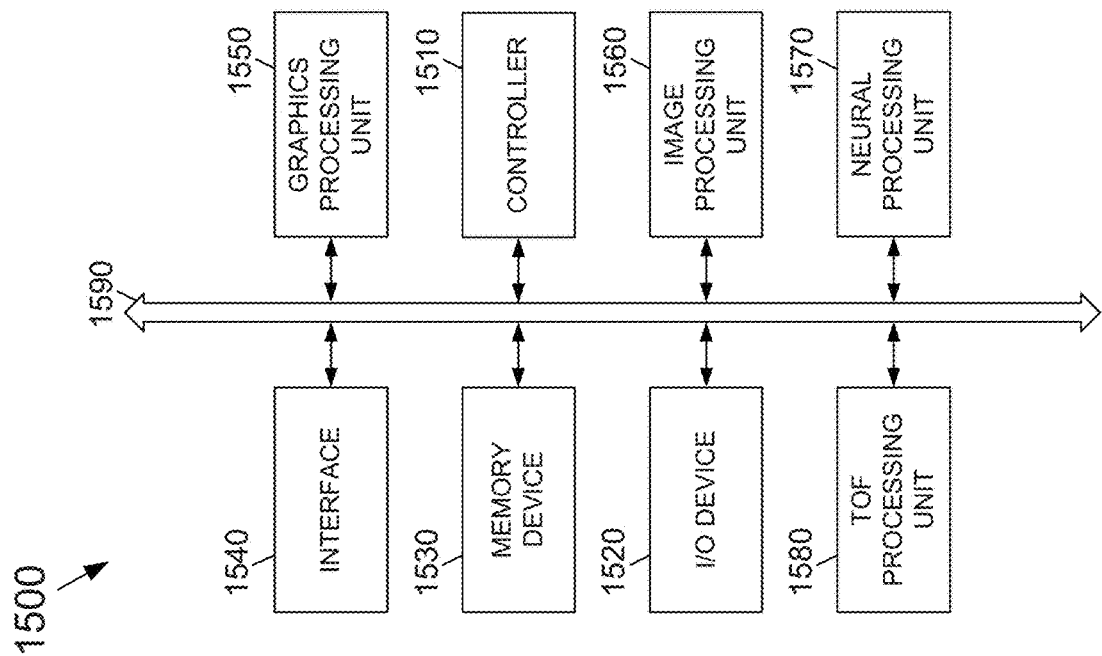 1500
1540
INTERFACE
1530
MEMORY
DEVICE
1520
I/O DEVICE
1580
TOF
PROCESSING
UNIT
1590
1550
GRAPHICS
PROCESSING
UNIT
1510
CONTROLLER
1560
IMAGE
PROCESSING
UNIT
1570
NEURAL
PROCESSING
UNIT